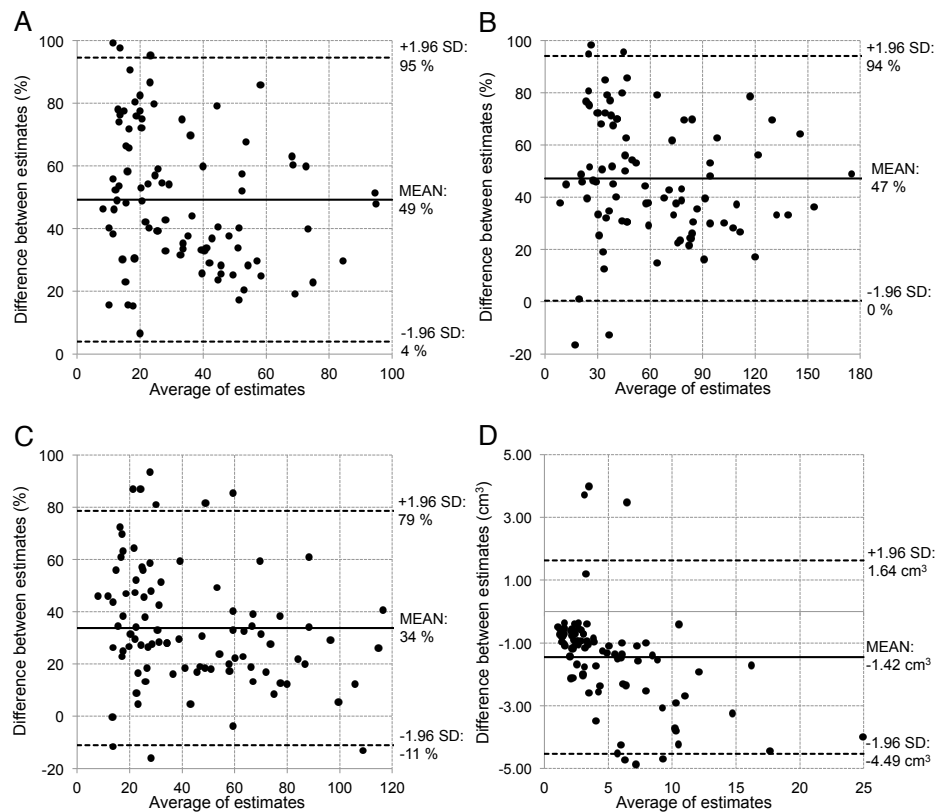 A
Difference between estimates (%)
100
80
60
40
20
0
0
20
40
60
80
100
Average of estimates
+1.96 SD:
95 %
MEAN:
49 %
-1.96 SD:
4 %
B
Difference between estimates (%)
100
80
60
40
20
0
-20
0
30
60
90
120
150
180
Average of estimates
+1.96 SD:
94 %
MEAN:
47 %
-1.96 SD:
0 %
C
Difference between estimates (%)
100
80
60
40
20
0
-20
0
20
40
60
80
100
120
Average of estimates
+1.96 SD:
79 %
MEAN:
34 %
-1.96 SD:
-11 %
D
Difference between estimates (cm³)
5.00
3.00
1.00
-1.00
-3.00
-5.00
0
5
10
15
20
25
Average of estimates
+1.96 SD:
1.64 cm³
MEAN:
-1.42 cm³
-1.96 SD:
-4.49 cm³